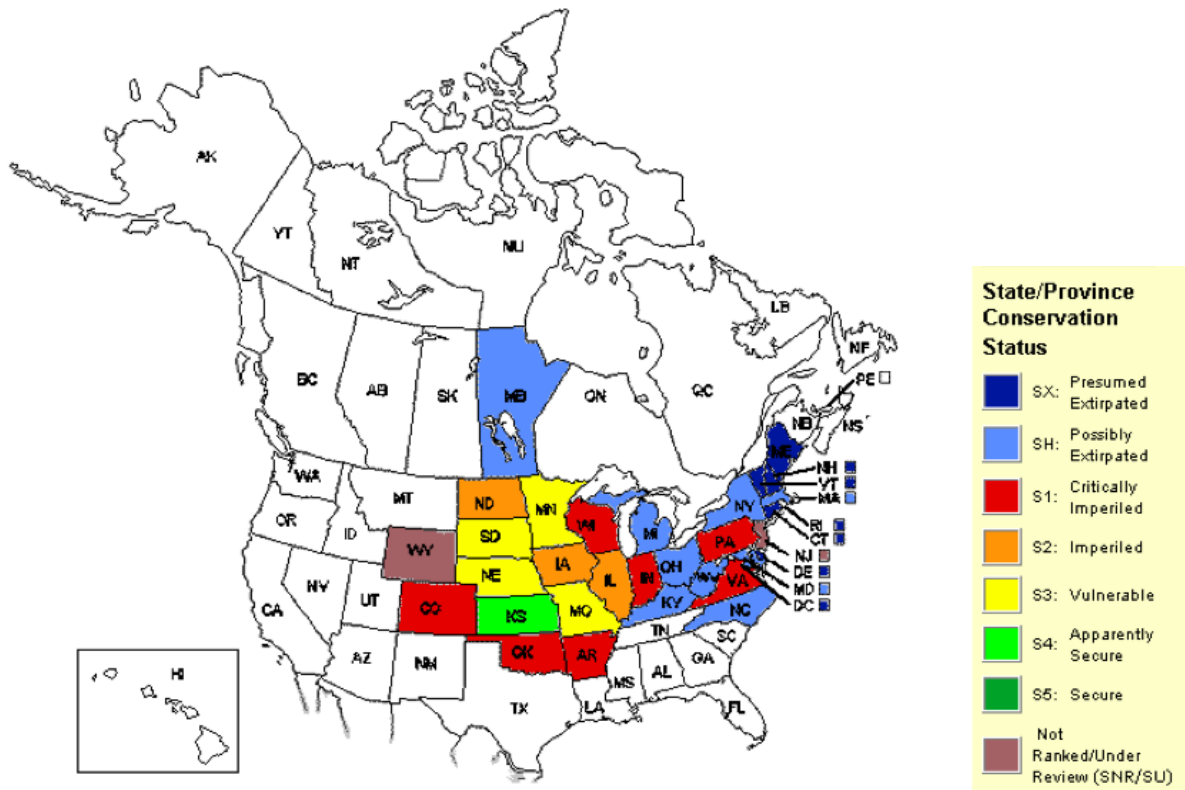 AK
YT
NT
NU
BC
AB
SK
MB
ON
QC
LB
NF
PE
NB
NS
WA
OR
ID
MT
ND
MN
WI
MI
NY
ME
NH
VT
MA
RI
CT
NJ
DE
MD
DC
WY
SD
NE
IA
IL
IN
OH
PA
WV
VA
KY
NC
CA
NV
UT
CO
KS
MO
TN
SC
AZ
NM
OK
AR
MS
AL
GA
TX
LA
FL
HI
State/Province
Conservation
Status
SX: Presumed
Extirpated
SH: Possibly
Extirpated
S1: Critically
Imperiled
S2: Imperiled
S3: Vulnerable
S4: Apparently
Secure
S5: Secure
Not
Ranked/Under
Review (SNR/SU)